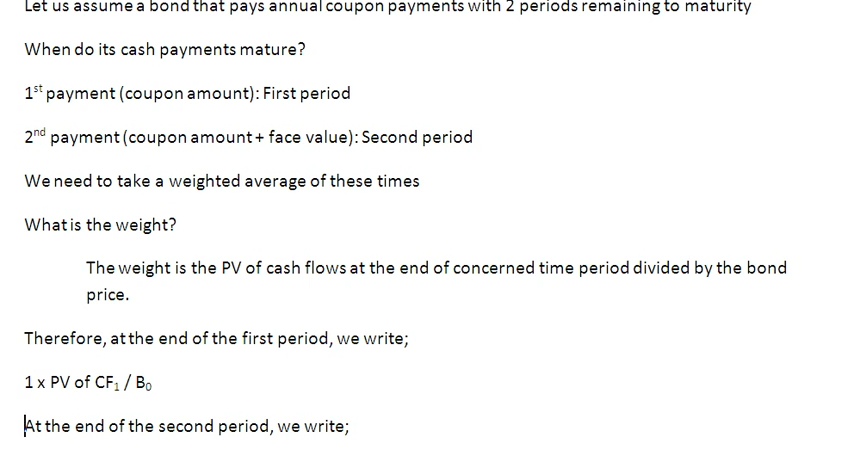 Let us assume a bond that pays annual coupon payments with 2 periods remaining to maturity
When do its cash payments mature?
1st payment (coupon amount): First period
2nd payment (coupon amount + face value): Second period
We need to take a weighted average of these times
What is the weight?
The weight is the PV of cash flows at the end of concerned time period divided by the bond
price.
Therefore, at the end of the first period, we write;
1 x PV of CF₁ / B₀
At the end of the second period, we write;